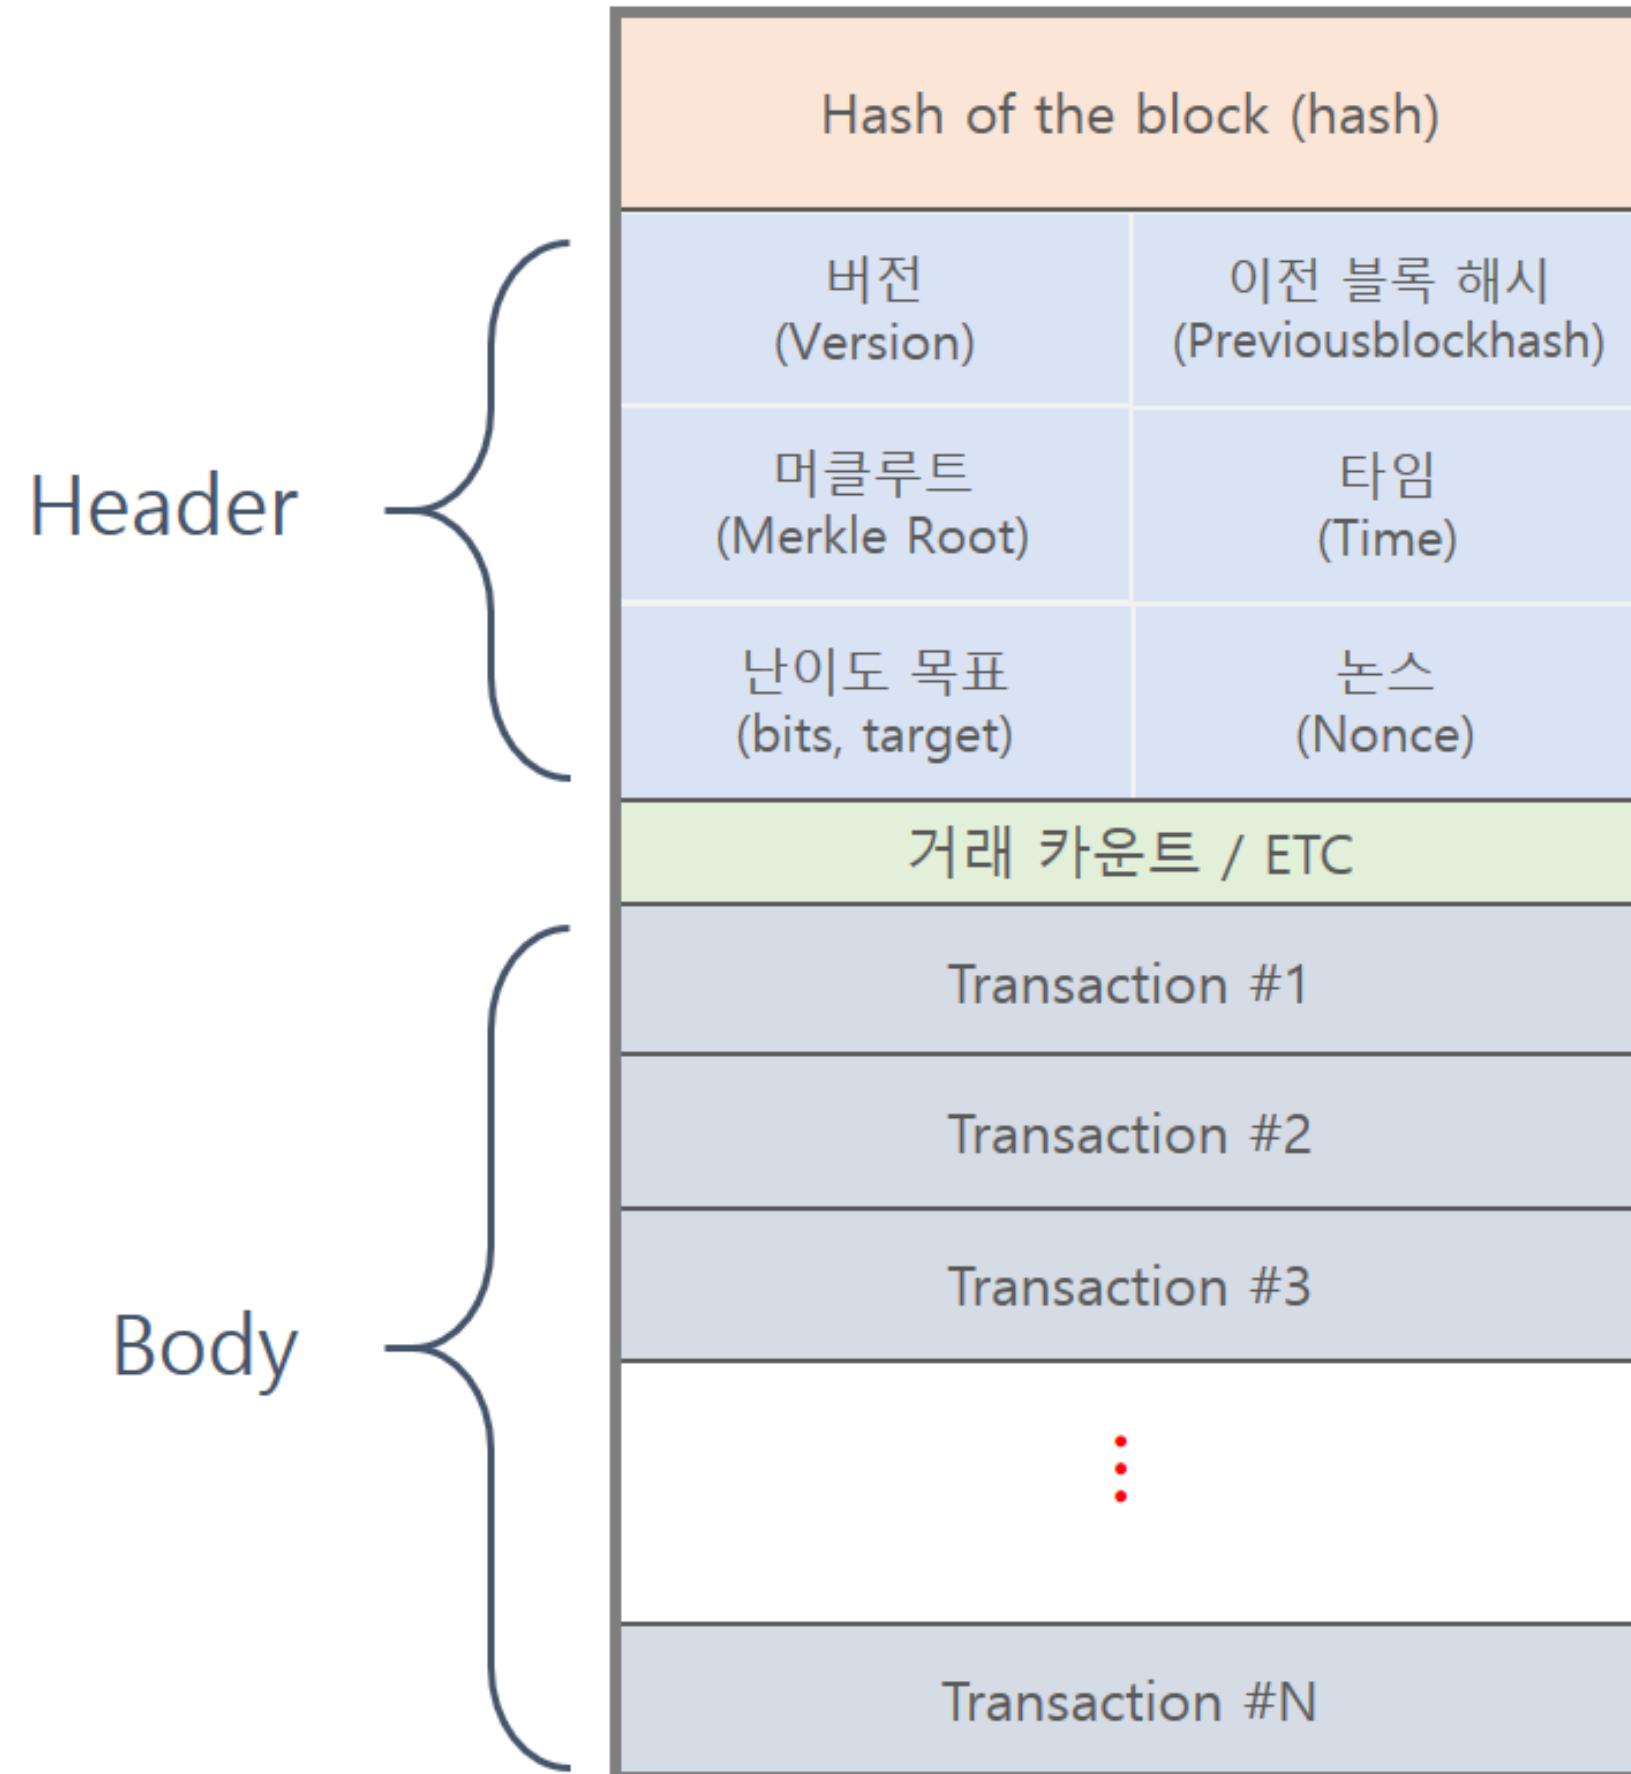 Hash of the block (hash)
버전
(Version)
이전 블록 해시
(Previousblockhash)
Header
머클루트
(Merkle Root)
타임
(Time)
난이도 목표
(bits, target)
논스
(Nonce)
거래 카운트 / ETC
Transaction #1
Transaction #2
Transaction #3
Body
Transaction #N